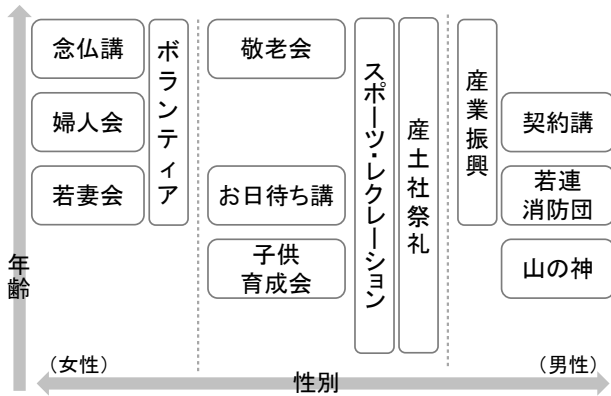 念仏講
婦人会
若妻会
ボランティア
敬老会
お日待ち講
子供
育成会
スポーツ・レクレーション
産土社祭礼
産業振興
契約講
若連
消防団
山の神
年齢
（女性）
性別
（男性）